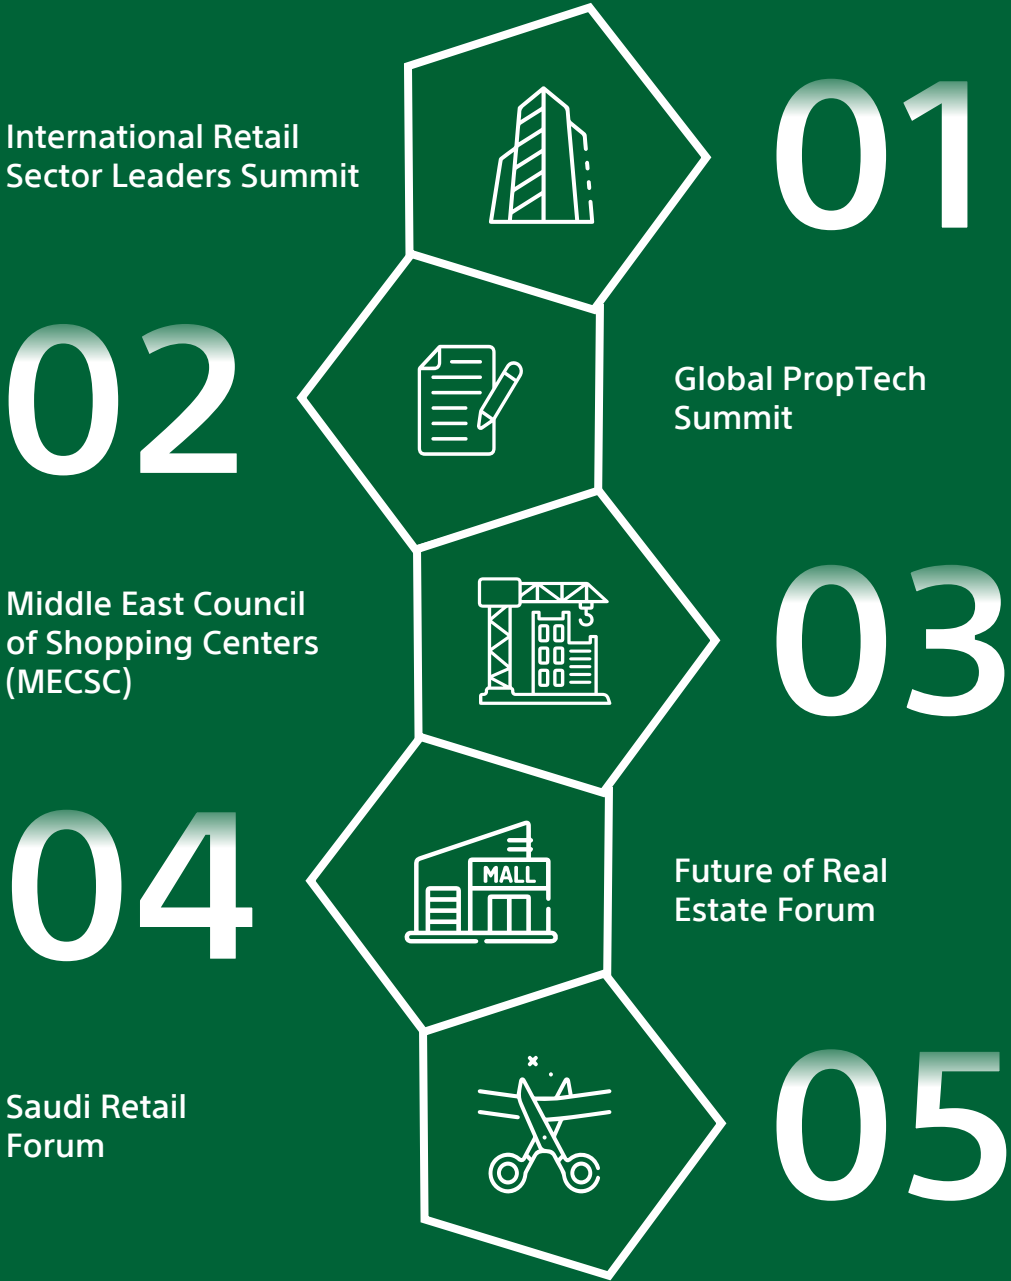 International Retail
Sector Leaders Summit
01
02
Global PropTech
Summit
Middle East Council
of Shopping Centers
(MECSC)
03
04
MALL
Future of Real
Estate Forum
Saudi Retail
Forum
05